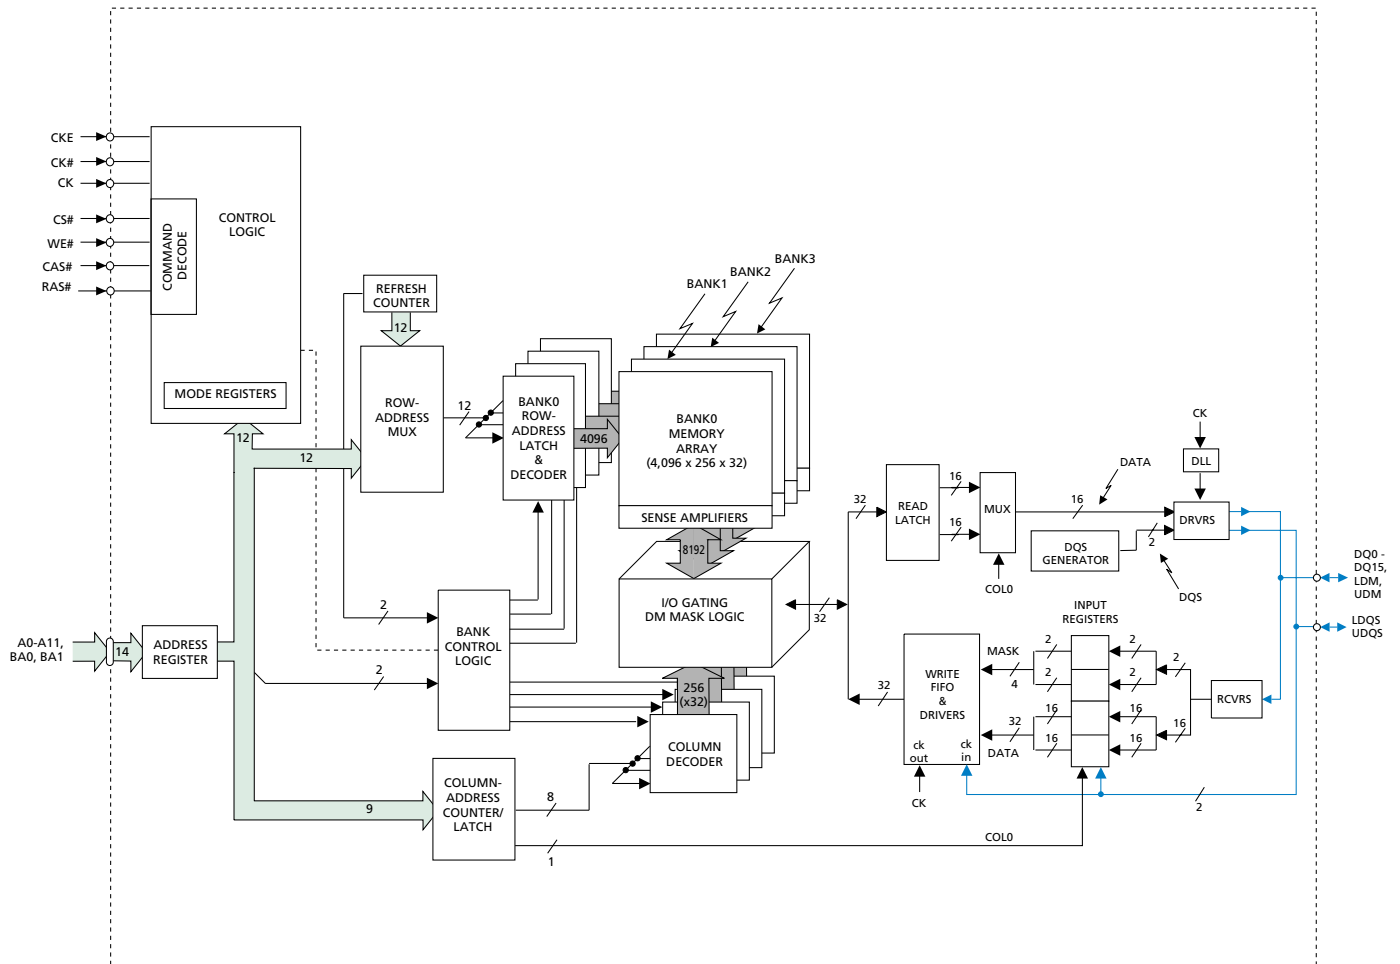 CKE
CK#
CK
CS#
WE#
CAS#
RAS#
COMMAND
DECODE
CONTROL
LOGIC
MODE REGISTERS
REFRESH
COUNTER
12
ROW-
ADDRESS
MUX
12
12
12
BANK0
ROW-
ADDRESS
LATCH
&
DECODER
4096
BANK1
BANK2
BANK3
BANK0
MEMORY
ARRAY
(4,096 x 256 x 32)
SENSE AMPLIFIERS
8192
I/O GATING
DM MASK LOGIC
256
(x32)
COLUMN
DECODER
A0-A11,
BA0, BA1
14
ADDRESS
REGISTER
2
2
BANK
CONTROL
LOGIC
9
COLUMN-
ADDRESS
COUNTER/
LATCH
8
1
COL0
32
32
32
READ
LATCH
16
16
MUX
COL0
16
DATA
CK
DLL
DRVRS
DQS
GENERATOR
2
DQS
DQ0 -
DQ15,
LDM,
UDM
LDQS
UDQS
INPUT
REGISTERS
WRITE
FIFO
&
DRIVERS
ck
out
ck
in
CK
MASK
4
32
DATA
2
2
16
16
2
2
16
16
2
16
RCVRS
2